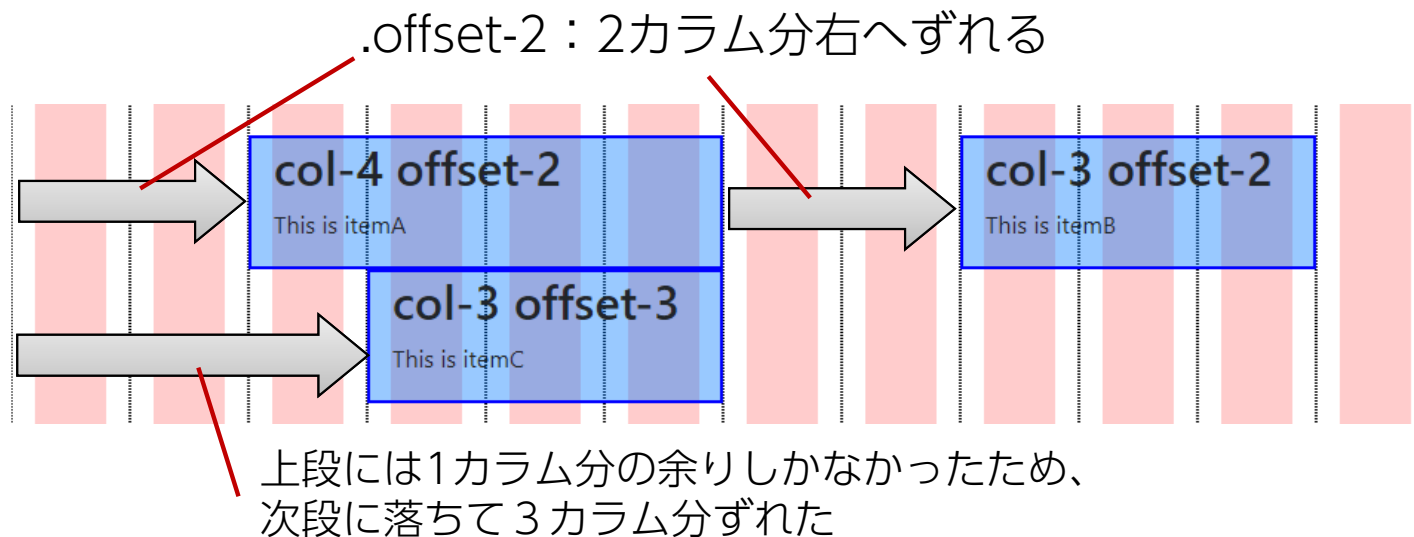 .offset-2：2カラム分右へずれる
col-4 offset-2
This is itemA
col-3 offset-2
This is itemB
col-3 offset-3
This is itemC
上段には1カラム分の余りしかなかったため、
次段に落ちて３カラム分ずれた